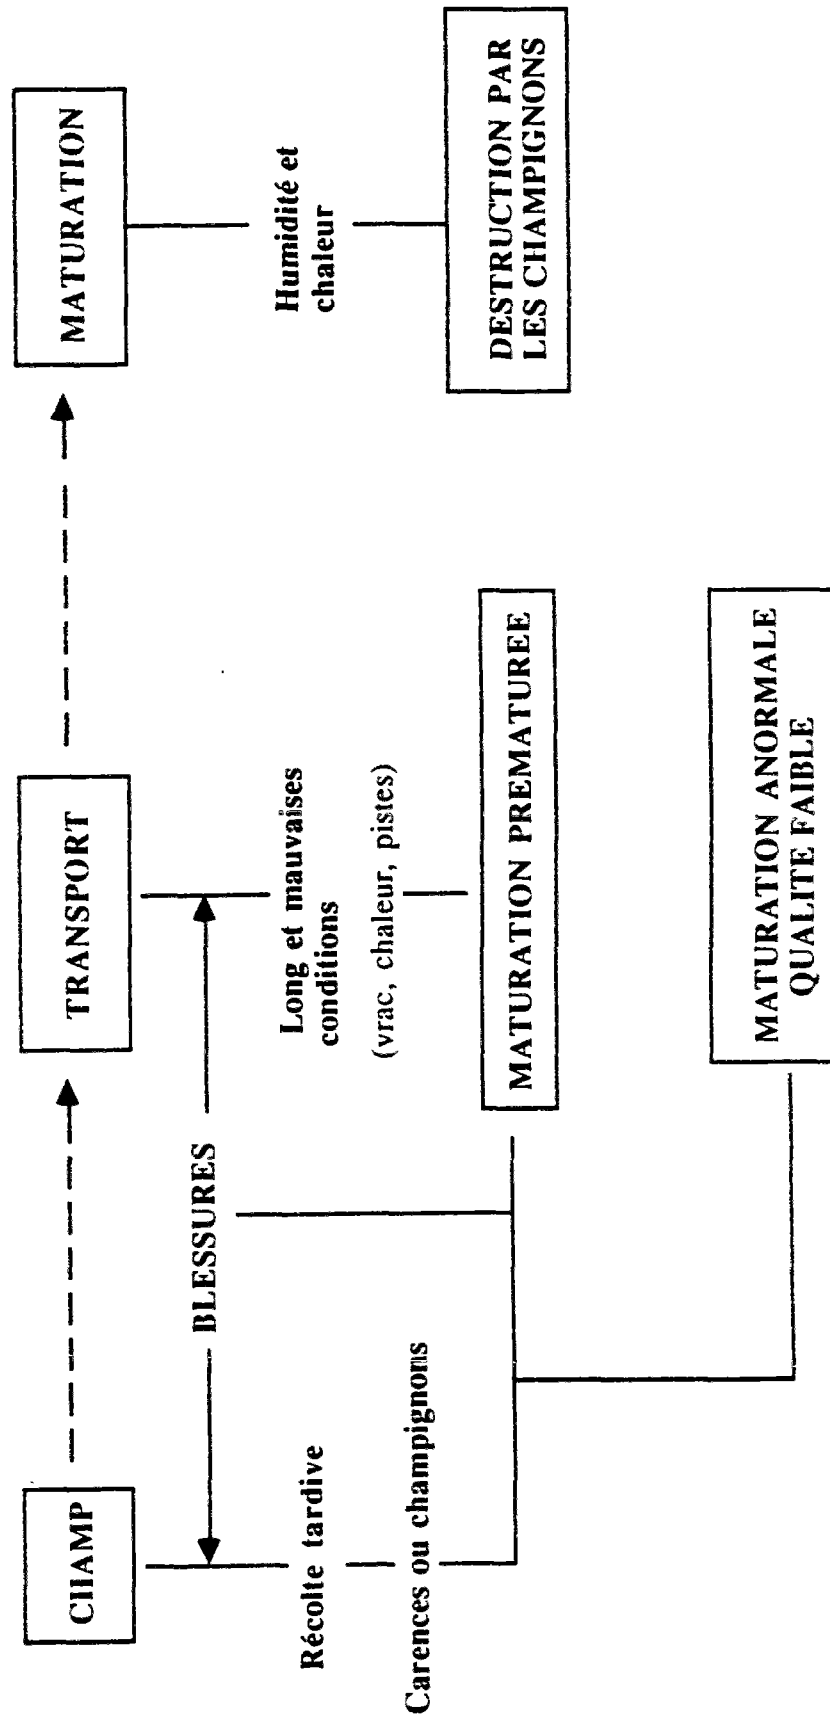 CHAMP
TRANSPORT
MATURATION
BLESSURES
Récolte tardive
Carences ou champignons
Long et mauvaises
conditions
(vrac, chaleur, pistes)
Humidité et
chaleur
MATURATION PREMATUREE
DESTRUCTION PAR
LES CHAMPIGNONS
MATURATION ANORMALE
QUALITE FAIBLE